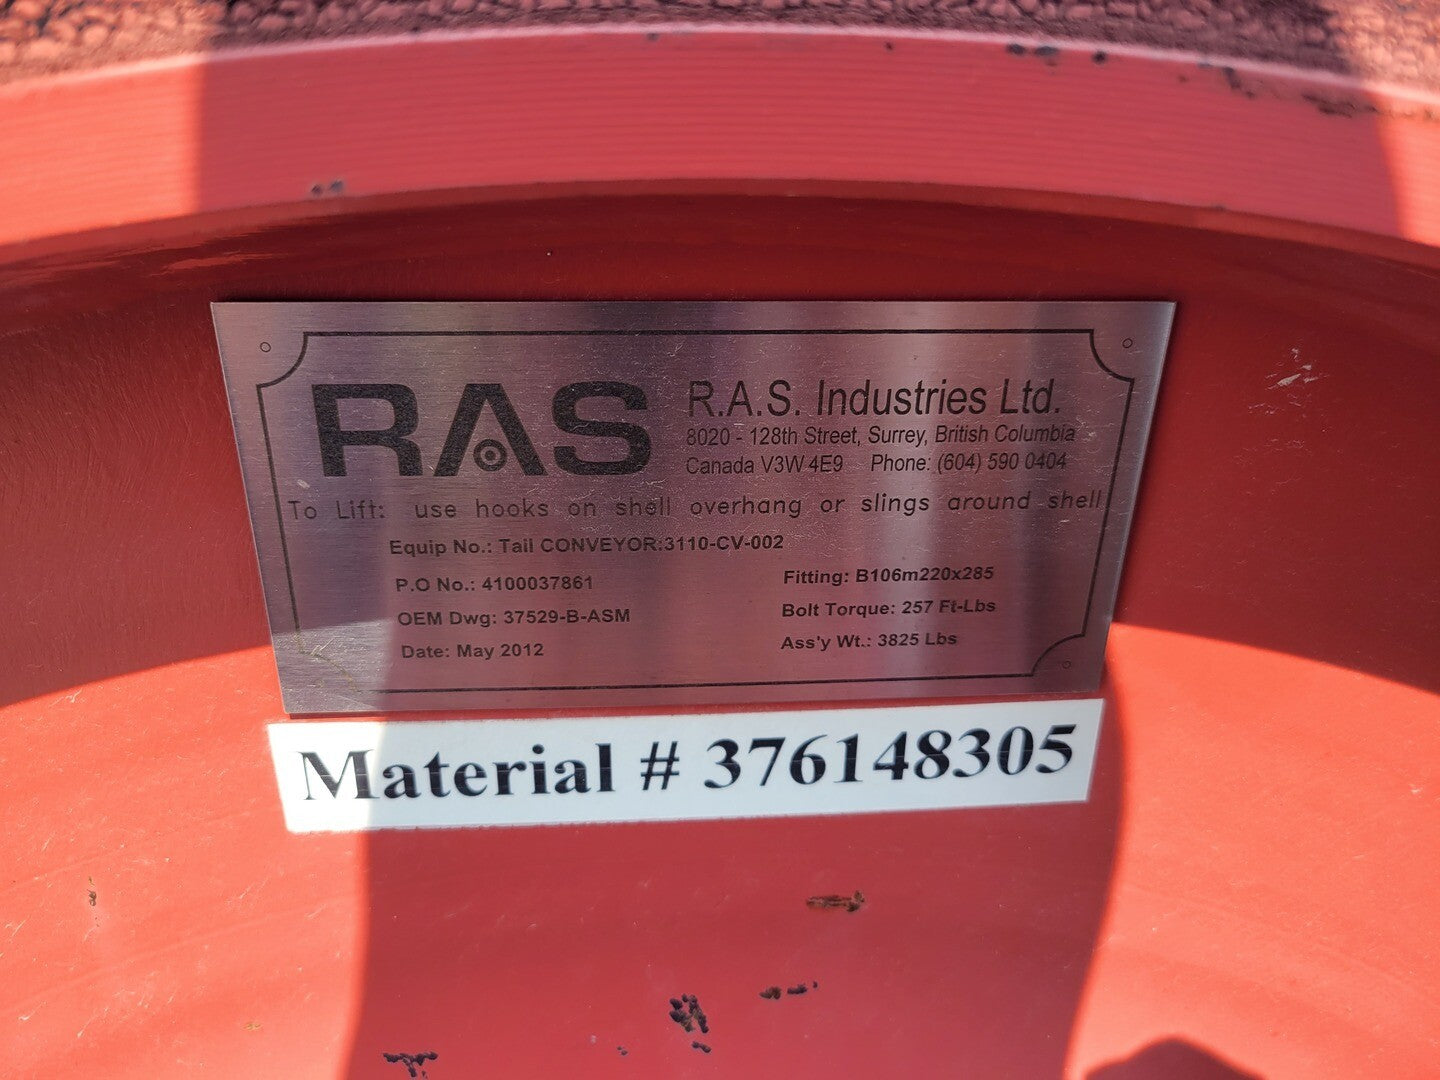 RAS
R.A.S. Industries Ltd.
8020 - 128th Street, Surrey, British Columbia
Canada V3W 4E9 Phone: (604) 590 0404
To Lift: use hooks on shell overhang or slings around shell
Equip No.: Tail CONVEYOR:3110-CV-002
P.O No.: 4100037861
Fitting: B106m220x285
OEM Dwg: 37529-B-ASM
Bolt Torque: 257 Ft-Lbs
Date: May 2012
Ass'y Wt.: 3825 Lbs
Material # 376148305